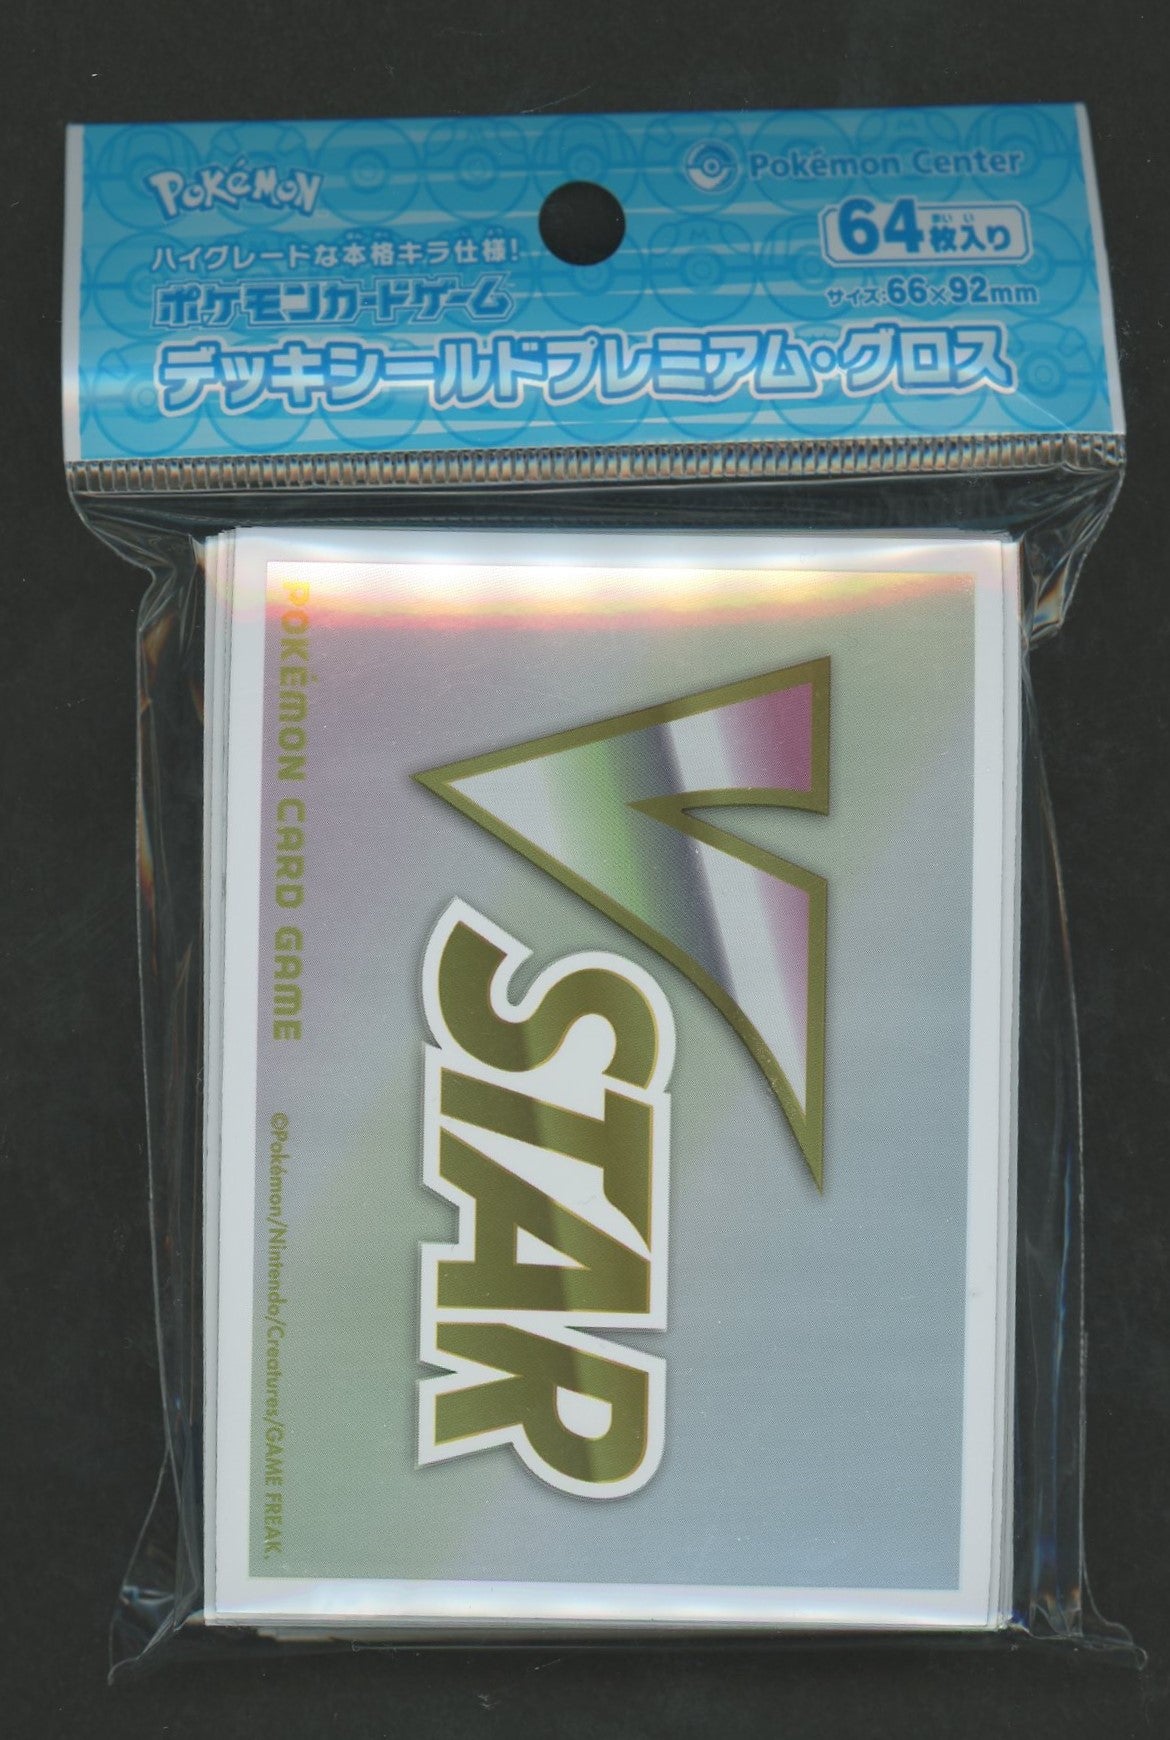 Pokémon
Pokémon Center
ハイグレードな本格キラ仕様!
64枚入り
まい い
サイズ:66×92mm
ポケモンカードゲーム
デッキシールドプレミアム・グロス
V
STAR
POKÉMON CARD GAME
©Pokémon/Nintendo/Creatures/GAME FREAK.